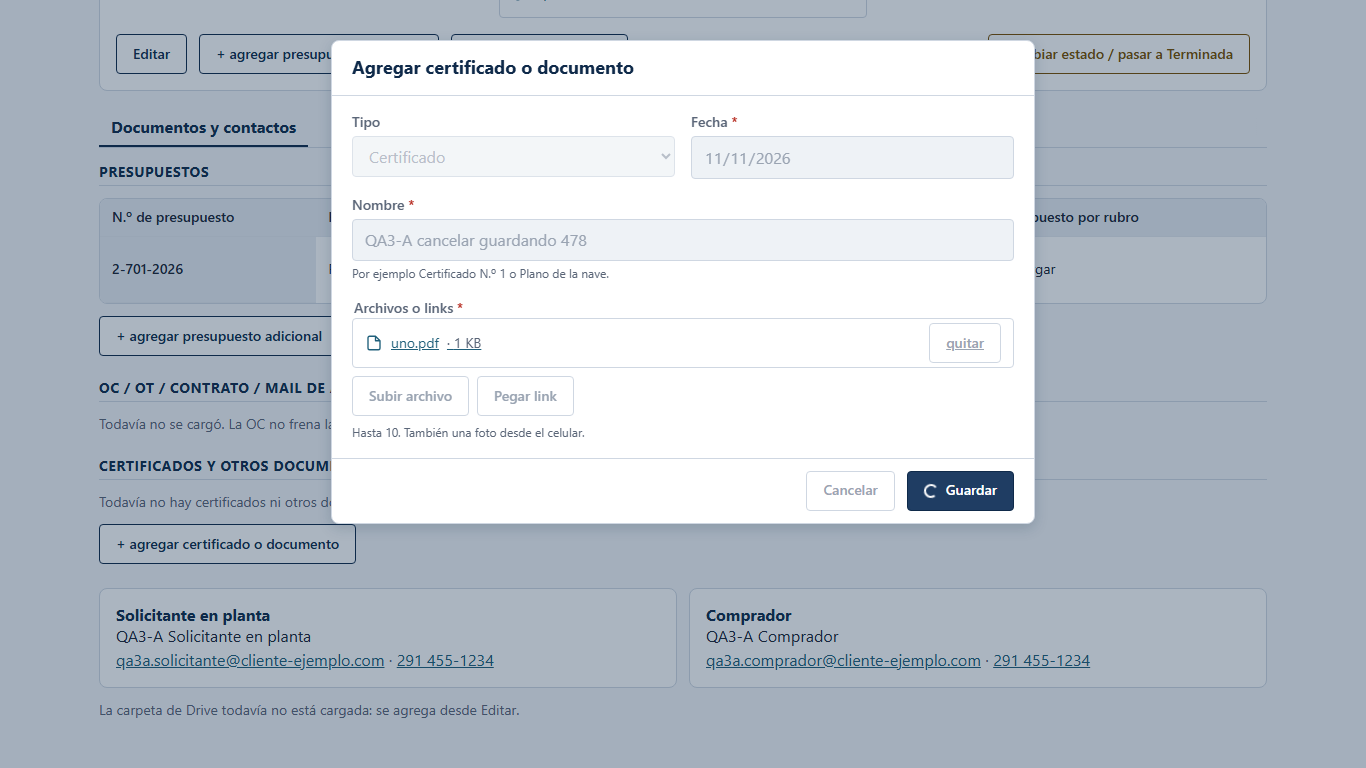 Editar
+ agregar presupu
biar estado / pasar a Terminada
Agregar certificado o documento
Tipo
Certificado
Fecha *
11/11/2026
Nombre *
QA3-A cancelar guardando 478
Por ejemplo Certificado N.º 1 o Plano de la nave.
Archivos o links *
uno.pdf · 1 KB
quitar
Subir archivo
Pegar link
Hasta 10. También una foto desde el celular.
Cancelar
Guardar
Documentos y contactos
PRESUPUESTOS
N.º de presupuesto
puesto por rubro
2-701-2026
gar
+ agregar presupuesto adicional
OC / OT / CONTRATO / MAIL DE
Todavía no se cargó. La OC no frena la
CERTIFICADOS Y OTROS DOCUM
Todavía no hay certificados ni otros d
+ agregar certificado o documento
Solicitante en planta
QA3-A Solicitante en planta
qa3a.solicitante@cliente-ejemplo.com · 291 455-1234
Comprador
QA3-A Comprador
qa3a.comprador@cliente-ejemplo.com · 291 455-1234
La carpeta de Drive todavía no está cargada: se agrega desde Editar.